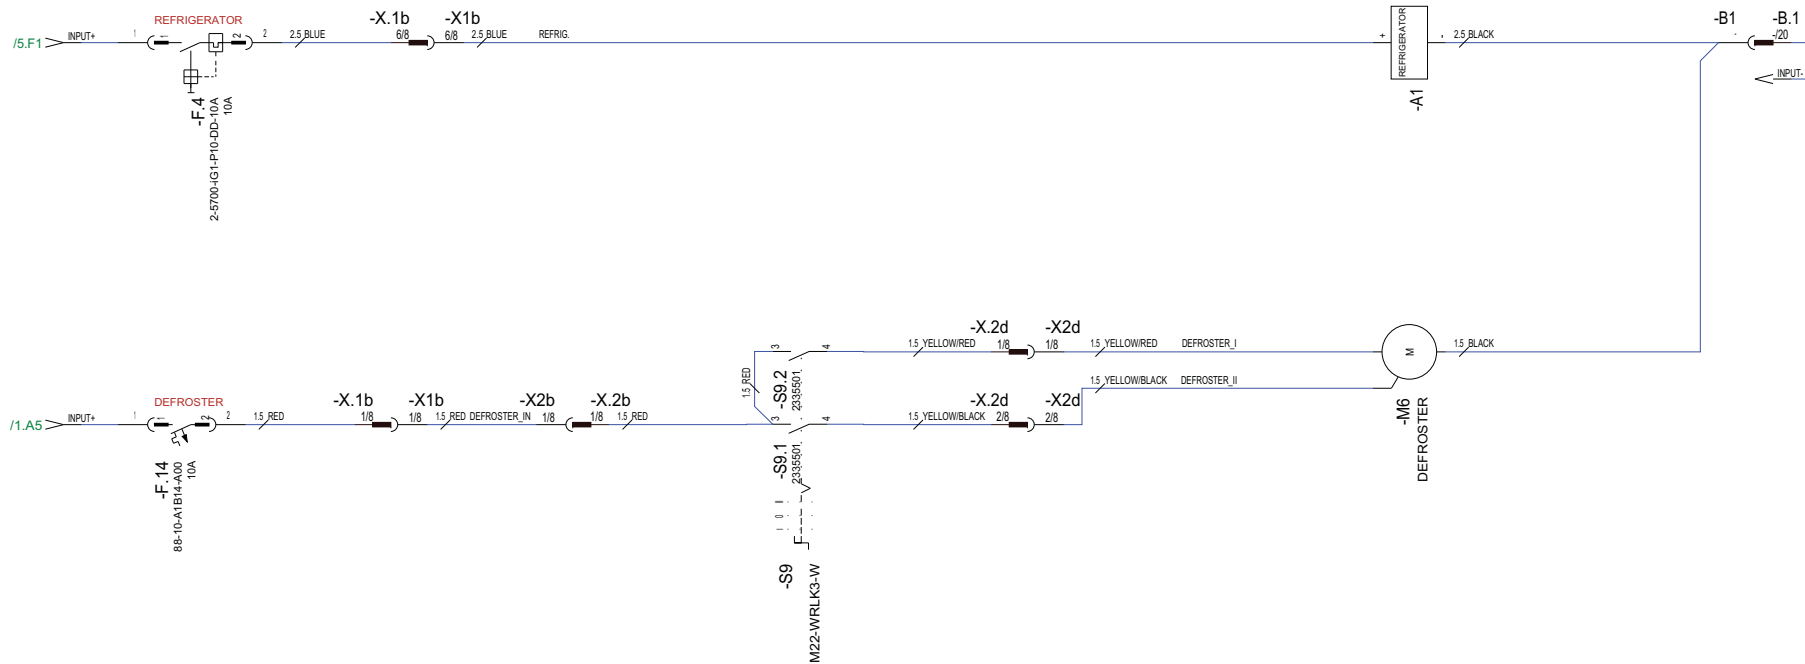 REFRIGERATOR
/5.F1
INPUT+
1
1
2
2
2.5 BLUE
-X.1b
6/8
-X1b
6/8
2.5 BLUE
REFRIG.
+
REFRIGERATOR
-
2.5 BLACK
-A1
-B1
-B.1
-/20
INPUT-
-F.4
2-5700-IG1-P10-DD-10A
10A
DEFROSTER
/1.A5
INPUT+
1
1
2
2
1.5 RED
-X.1b
1/8
-X1b
1/8
1.5 RED DEFROSTER_IN
-X2b
1/8
-X.2b
1/8
1.5 RED
-F.14
88-10-A1B14-A00
10A
1.5 RED
3
4
-S9.2
2335501.
3
4
-S9.1
2335501.
I 0 II
-S9
M22-WRLK3-W
1.5 YELLOW/RED
-X.2d
1/8
-X2d
1/8
1.5 YELLOW/RED
DEFROSTER_I
1.5 YELLOW/BLACK
-X.2d
2/8
-X2d
2/8
1.5 YELLOW/BLACK
DEFROSTER_II
M
1.5 BLACK
-M6
DEFROSTER